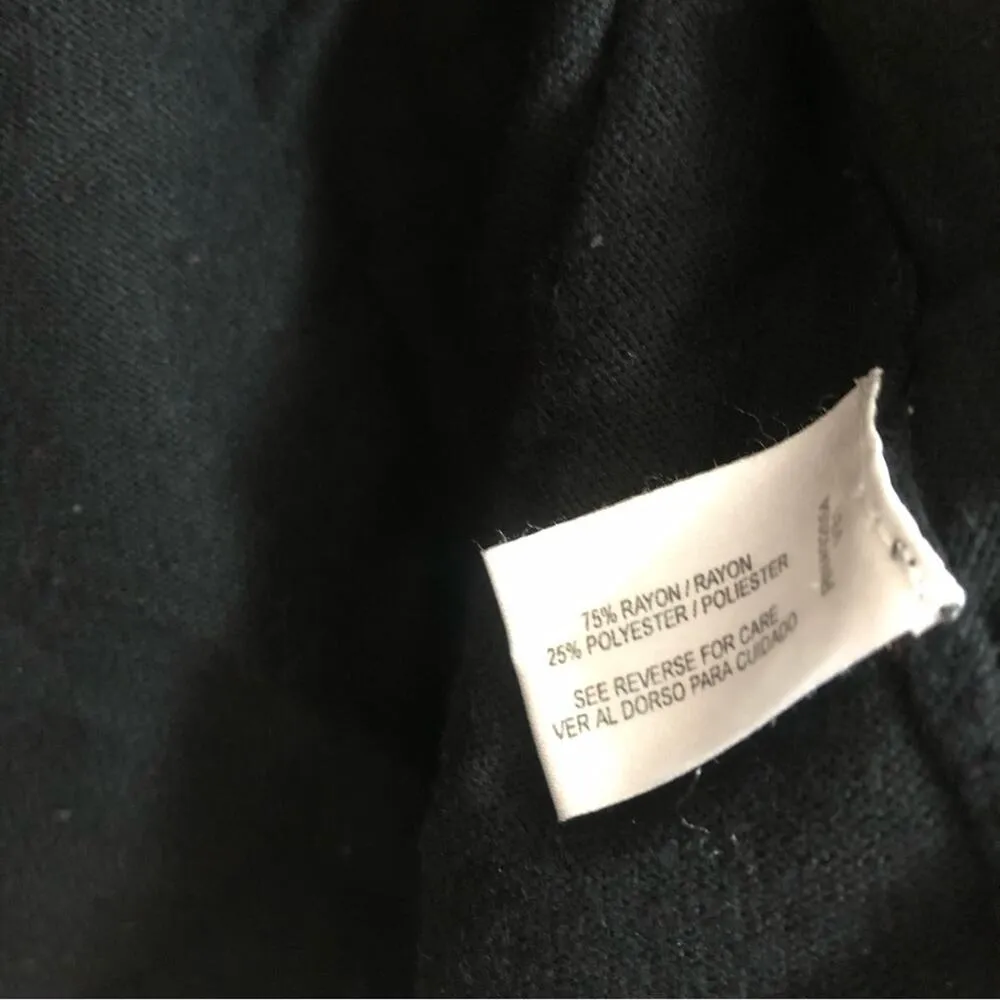 75% RAYON / RAYON
25% POLYESTER / POLIESTER
SEE REVERSE FOR CARE
VER AL DORSO PARA CUIDADO